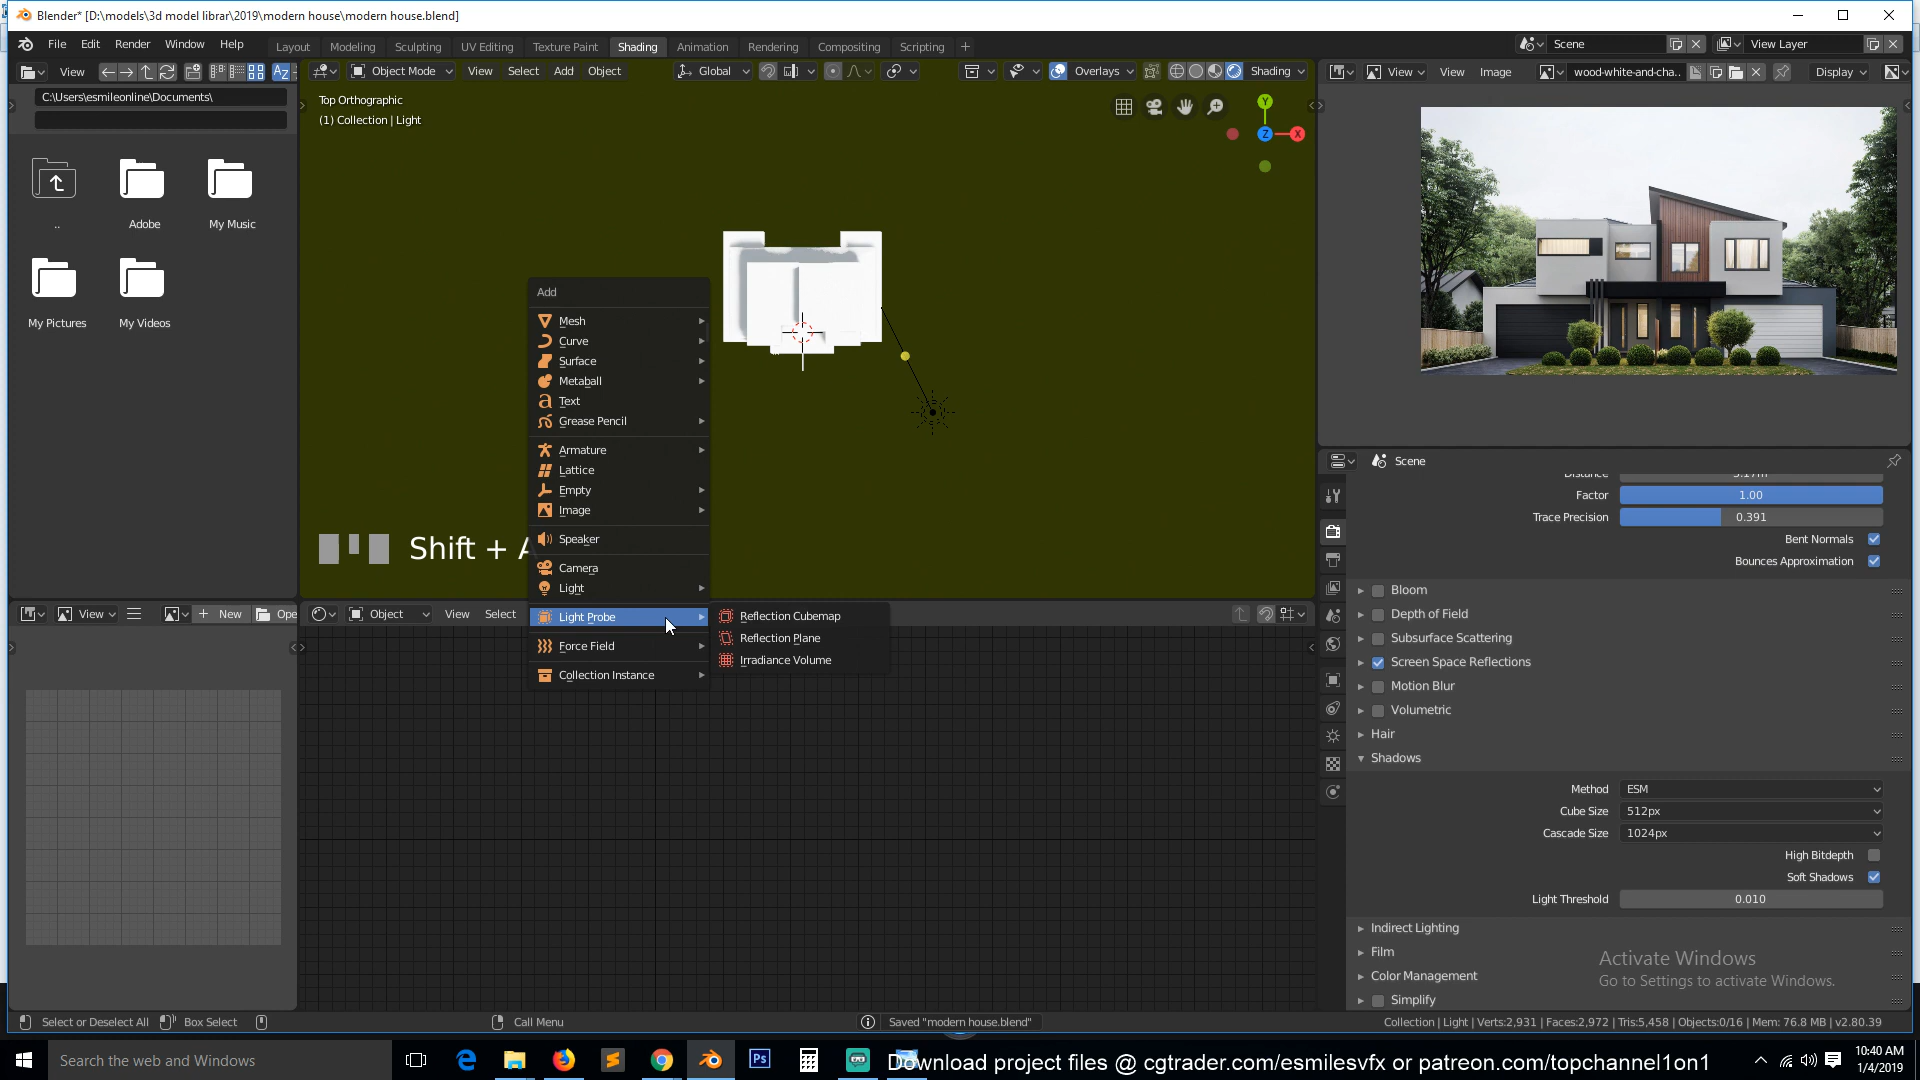 Blender* [D:\models\3d model librar\2019\modern house\modern house.blend]
File Edit Render Window Help
Layout Modeling Sculpting UV Editing Texture Paint Shading Animation Rendering Compositing Scripting +
Scene
View Layer
View
Object Mode View Select Add Object
Global
Overlays
Shading
View View Image
wood-white-and-cha..
Display
C:\Users\esmileonline\Documents\
..
Adobe
My Music
My Pictures
My Videos
Top Orthographic
(1) Collection | Light
Y
Z
X
Add
Mesh
Curve
Surface
Metaball
Text
Grease Pencil
Armature
Lattice
Empty
Image
Speaker
Camera
Light
Light Probe
Force Field
Collection Instance
Reflection Cubemap
Reflection Plane
Irradiance Volume
Shift + A
View
New
Ope
Object View Select
Scene
Distance
Factor 1.00
Trace Precision 0.391
Bent Normals
Bounces Approximation
Bloom
Depth of Field
Subsurface Scattering
Screen Space Reflections
Motion Blur
Volumetric
Hair
Shadows
Method ESM
Cube Size 512px
Cascade Size 1024px
High Bitdepth
Soft Shadows
Light Threshold 0.010
Indirect Lighting
Film
Color Management
Simplify
Activate Windows
Go to Settings to activate Windows.
Select or Deselect All
Box Select
Call Menu
Saved "modern house.blend"
Collection | Light | Verts:2,931 | Faces:2,972 | Tris:5,458 | Objects:0/16 | Mem: 76.8 MB | v2.80.39
Search the web and Windows
Ps
Download project files @ cgtrader.com/esmilesvfx or patreon.com/topchannel1on1
10:40 AM
1/4/2019